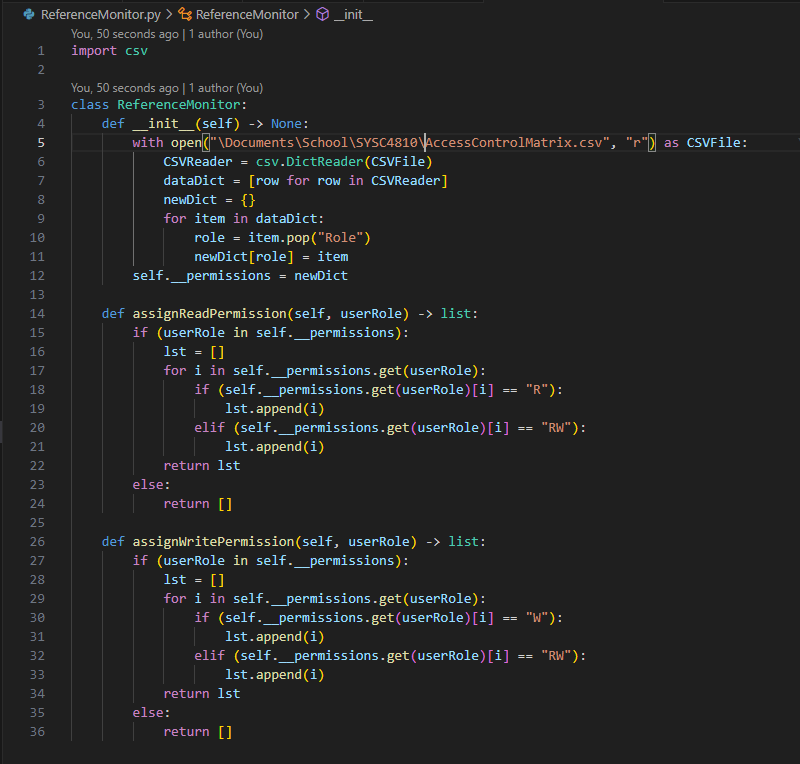 ReferenceMonitor.py > ReferenceMonitor > __init__
You, 50 seconds ago | 1 author (You)
1 import csv
2
You, 50 seconds ago | 1 author (You)
3 class ReferenceMonitor:
4     def __init__(self) -> None:
5         with open("\Documents\School\SYSC4810\AccessControlMatrix.csv", "r") as CSVFile:
6             CSVReader = csv.DictReader(CSVFile)
7             dataDict = [row for row in CSVReader]
8             newDict = {}
9             for item in dataDict:
10                 role = item.pop("Role")
11                 newDict[role] = item
12         self.__permissions = newDict
13
14     def assignReadPermission(self, userRole) -> list:
15         if (userRole in self.__permissions):
16             lst = []
17             for i in self.__permissions.get(userRole):
18                 if (self.__permissions.get(userRole)[i] == "R"):
19                     lst.append(i)
20                 elif (self.__permissions.get(userRole)[i] == "RW"):
21                     lst.append(i)
22             return lst
23         else:
24             return []
25
26     def assignWritePermission(self, userRole) -> list:
27         if (userRole in self.__permissions):
28             lst = []
29             for i in self.__permissions.get(userRole):
30                 if (self.__permissions.get(userRole)[i] == "W"):
31                     lst.append(i)
32                 elif (self.__permissions.get(userRole)[i] == "RW"):
33                     lst.append(i)
34             return lst
35         else:
36             return []